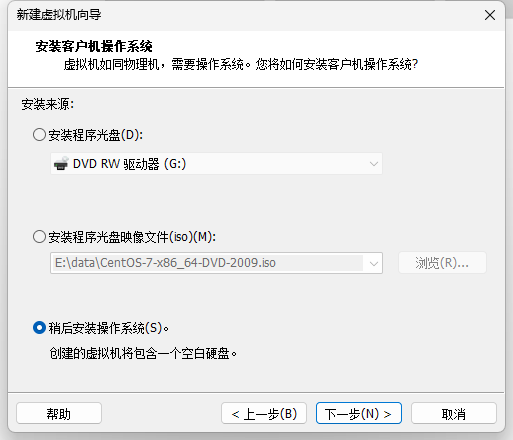 新建虚拟机向导
安装客户机操作系统
虚拟机如同物理机，需要操作系统。您将如何安装客户机操作系统?
安装来源:
安装程序光盘(D):
DVD RW 驱动器 (G:)
安装程序光盘映像文件(iso)(M):
E:\data\CentOS-7-x86_64-DVD-2009.iso
浏览(R)...
稍后安装操作系统(S)。
创建的虚拟机将包含一个空白硬盘。
帮助
< 上一步(B)
下一步(N) >
取消